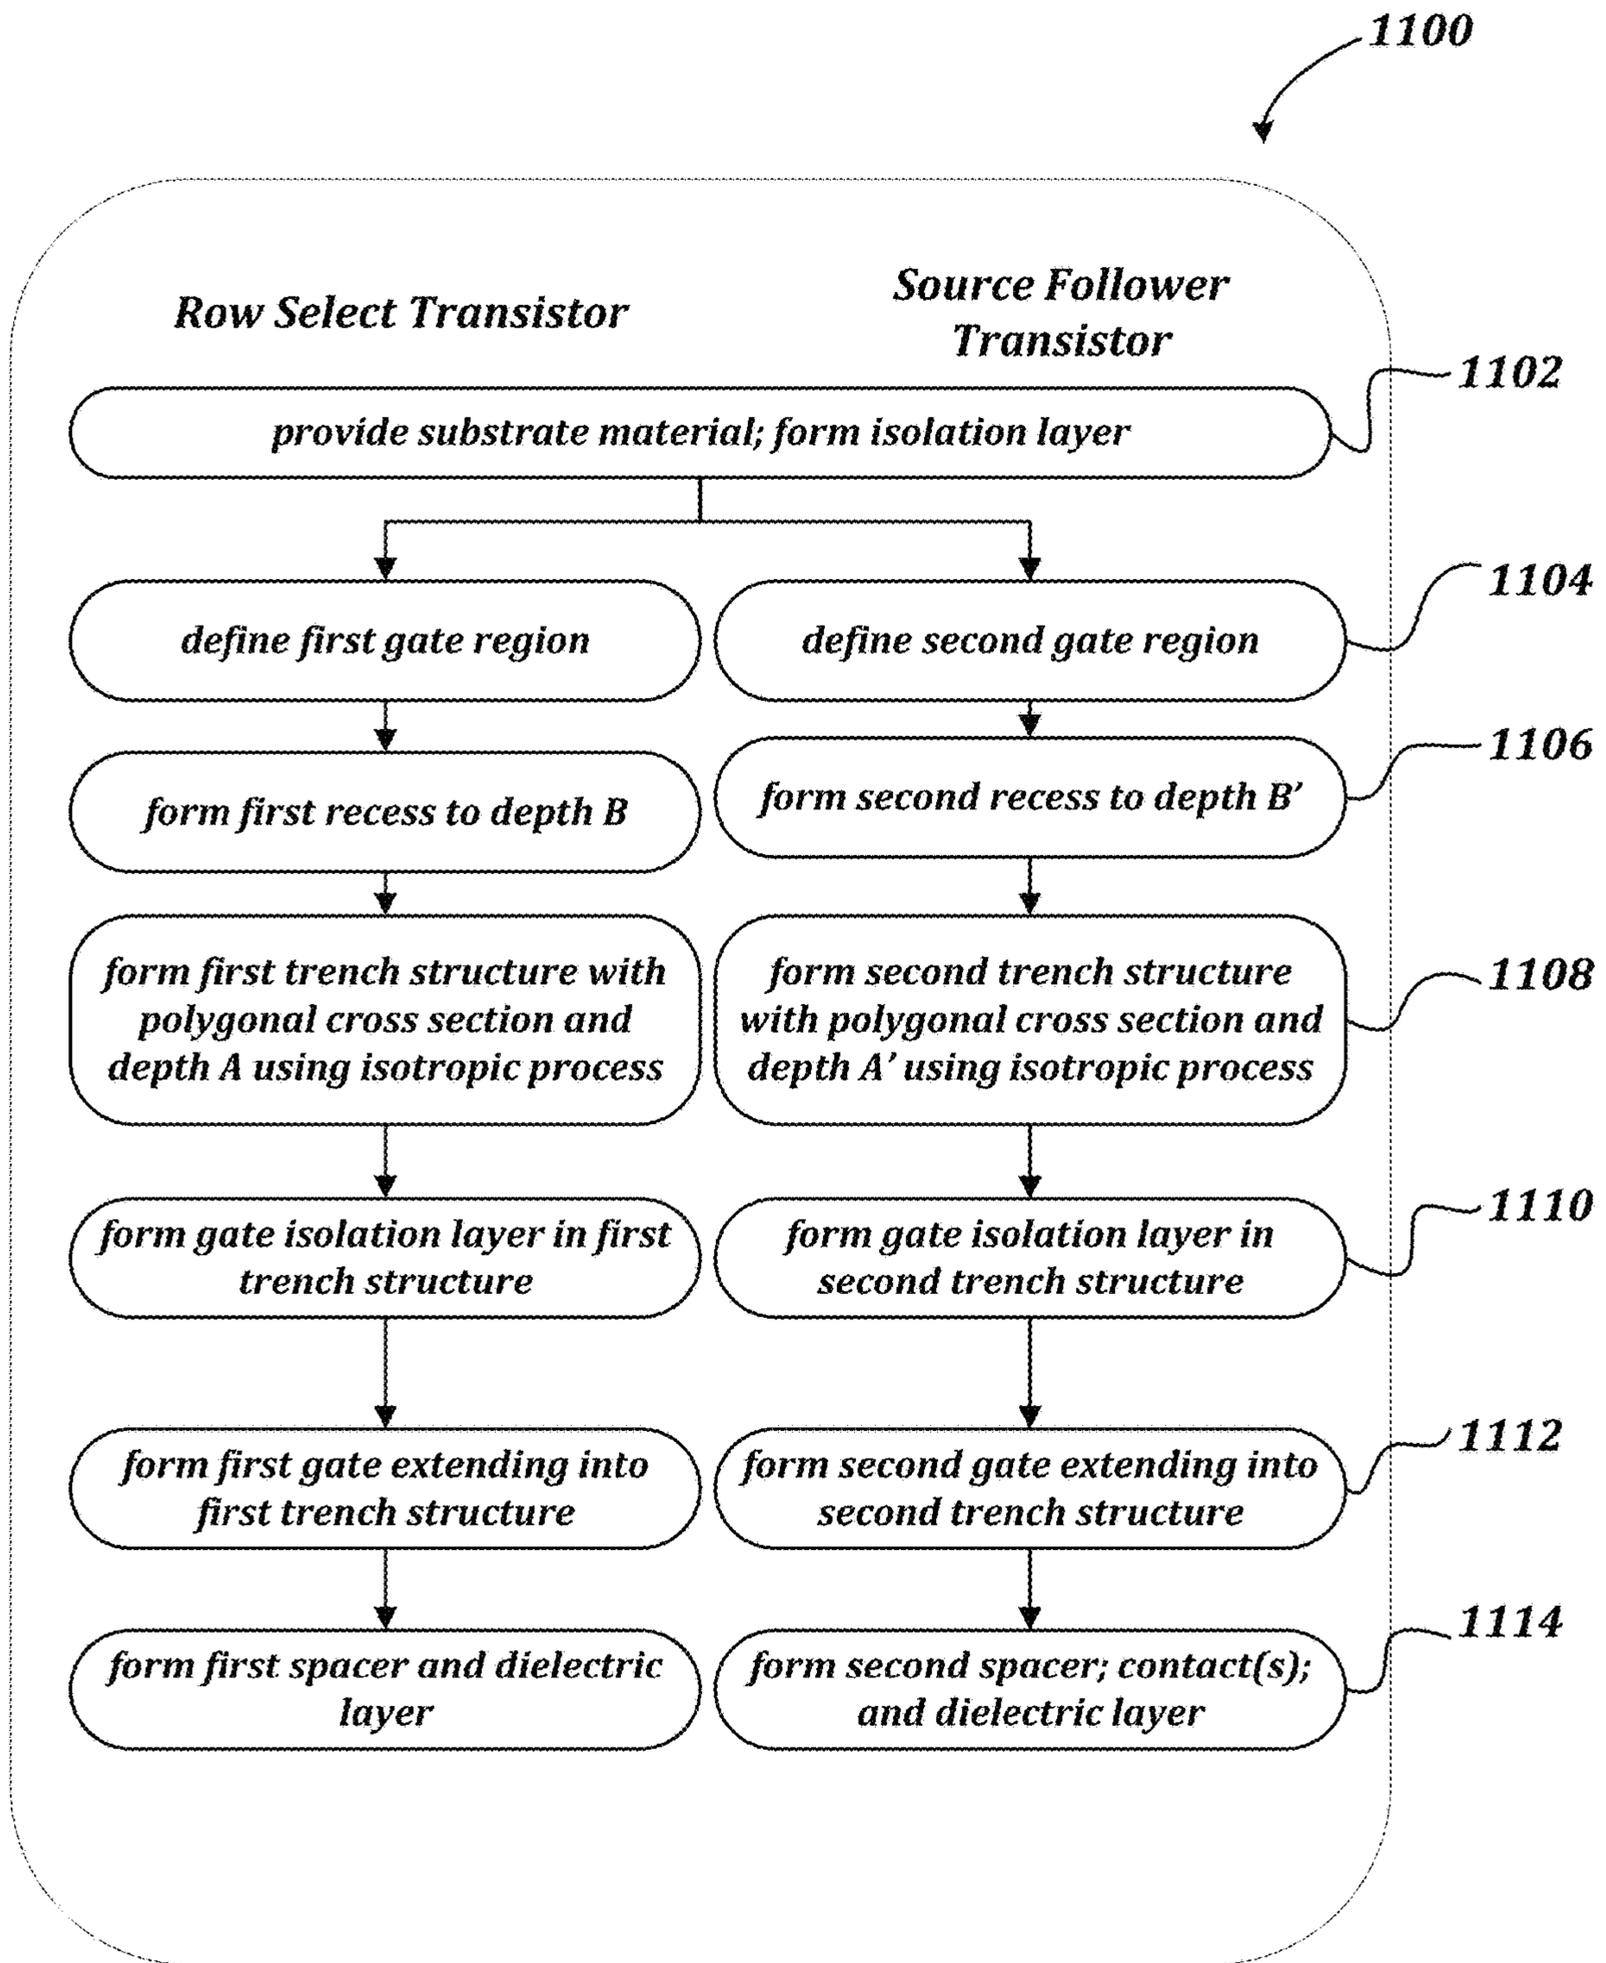 1100
Row Select Transistor
Source Follower
Transistor
1102
provide substrate material; form isolation layer
1104
define first gate region
define second gate region
1106
form first recess to depth B
form second recess to depth B’
1108
form first trench structure with
polygonal cross section and
depth A using isotropic process
form second trench structure
with polygonal cross section and
depth A’ using isotropic process
1110
form gate isolation layer in first
trench structure
form gate isolation layer in
second trench structure
1112
form first gate extending into
first trench structure
form second gate extending into
second trench structure
1114
form first spacer and dielectric
layer
form second spacer; contact(s);
and dielectric layer